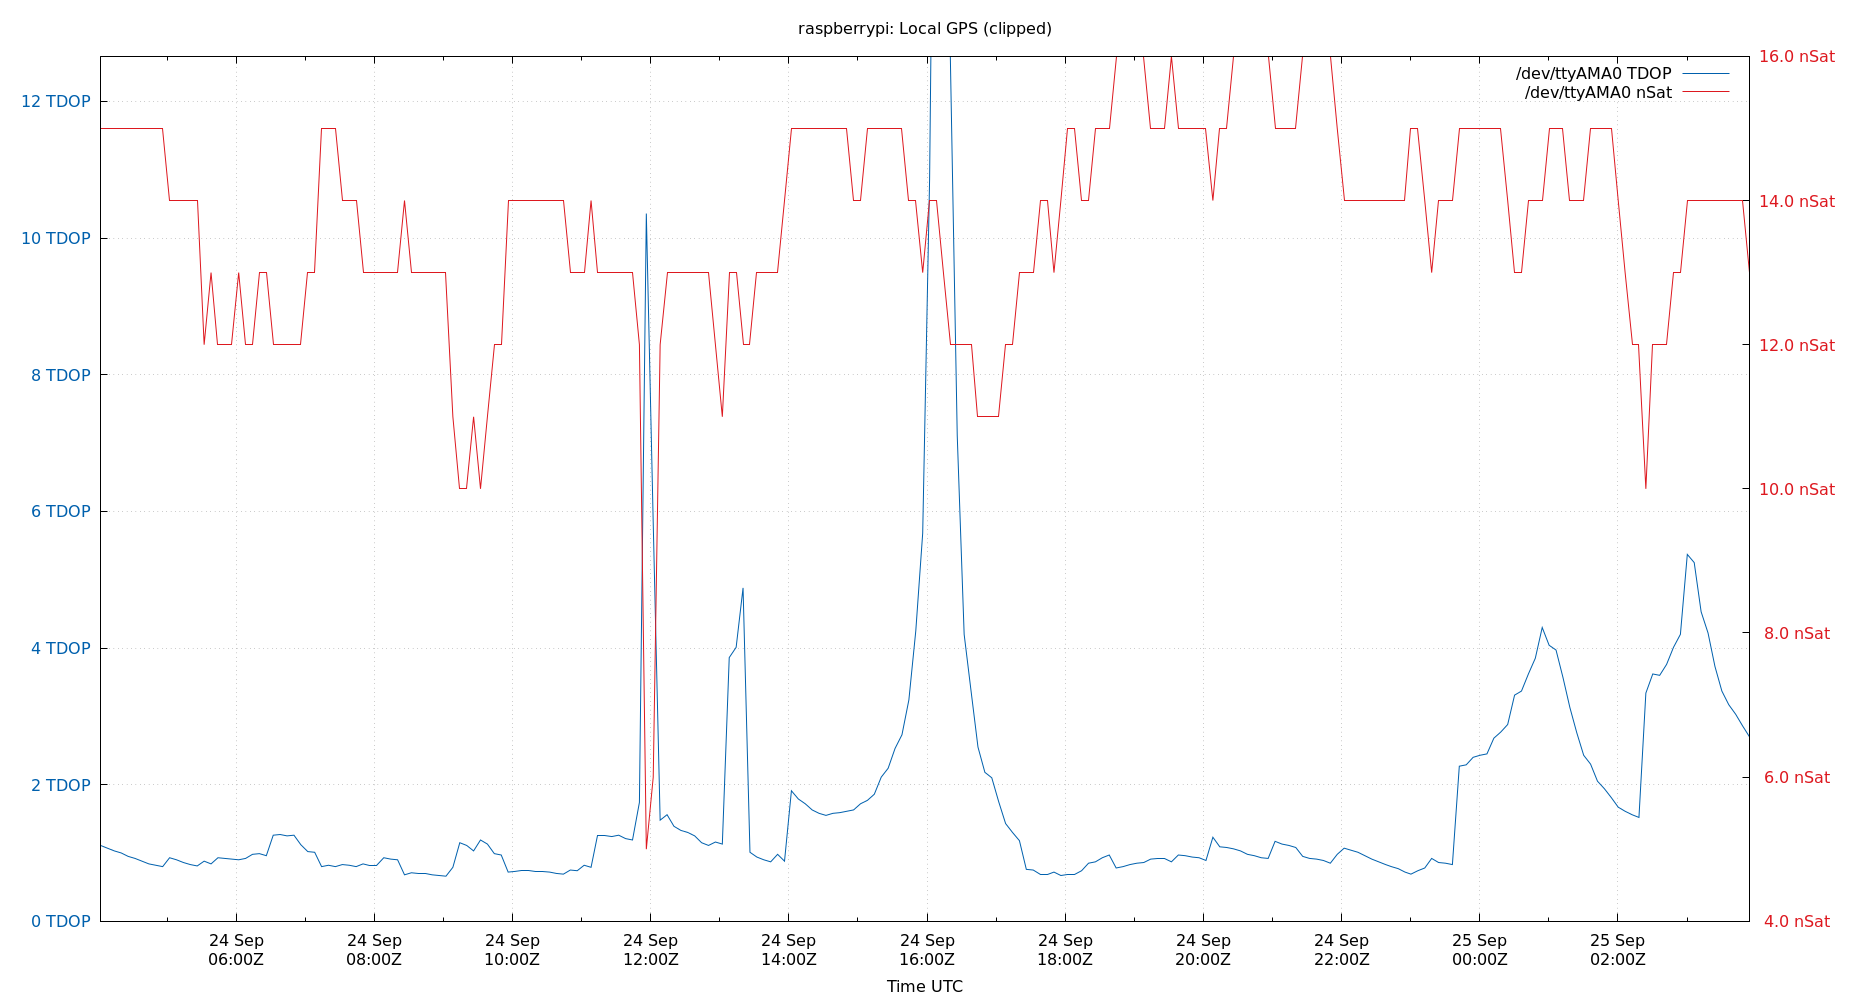 raspberrypi: Local GPS (clipped)
/dev/ttyAMA0 TDOP
/dev/ttyAMA0 nSat
12 TDOP
10 TDOP
8 TDOP
6 TDOP
4 TDOP
2 TDOP
0 TDOP
16.0 nSat
14.0 nSat
12.0 nSat
10.0 nSat
8.0 nSat
6.0 nSat
4.0 nSat
24 Sep
06:00Z
24 Sep
08:00Z
24 Sep
10:00Z
24 Sep
12:00Z
24 Sep
14:00Z
24 Sep
16:00Z
24 Sep
18:00Z
24 Sep
20:00Z
24 Sep
22:00Z
25 Sep
00:00Z
25 Sep
02:00Z
Time UTC